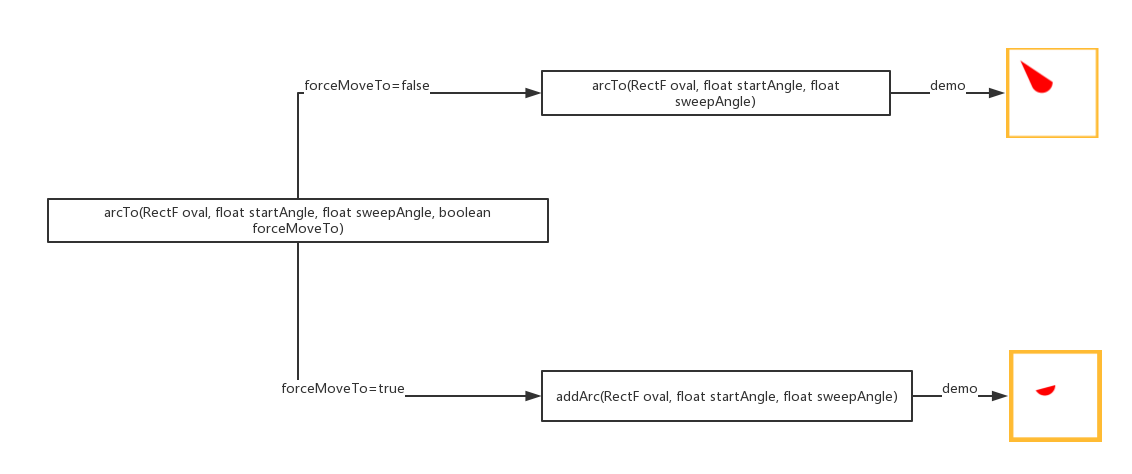 forceMoveTo=false
arcTo(RectF oval, float startAngle, float
sweepAngle)
demo
arcTo(RectF oval, float startAngle, float sweepAngle, boolean
forceMoveTo)
forceMoveTo=true
addArc(RectF oval, float startAngle, float sweepAngle)
demo